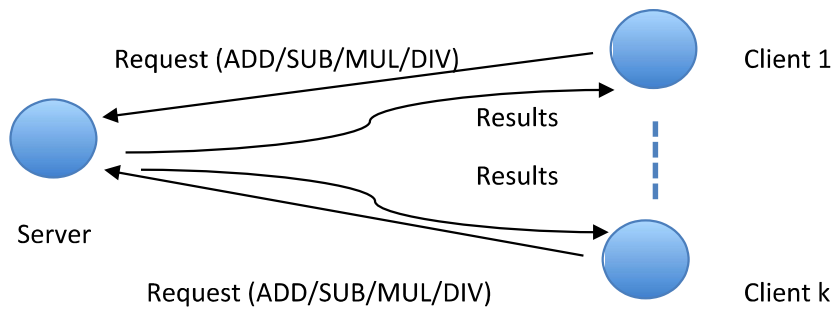 Request (ADD/SUB/MUL/DIV)
Client 1
Results
Results
Server
Request (ADD/SUB/MUL/DIV)
Client k